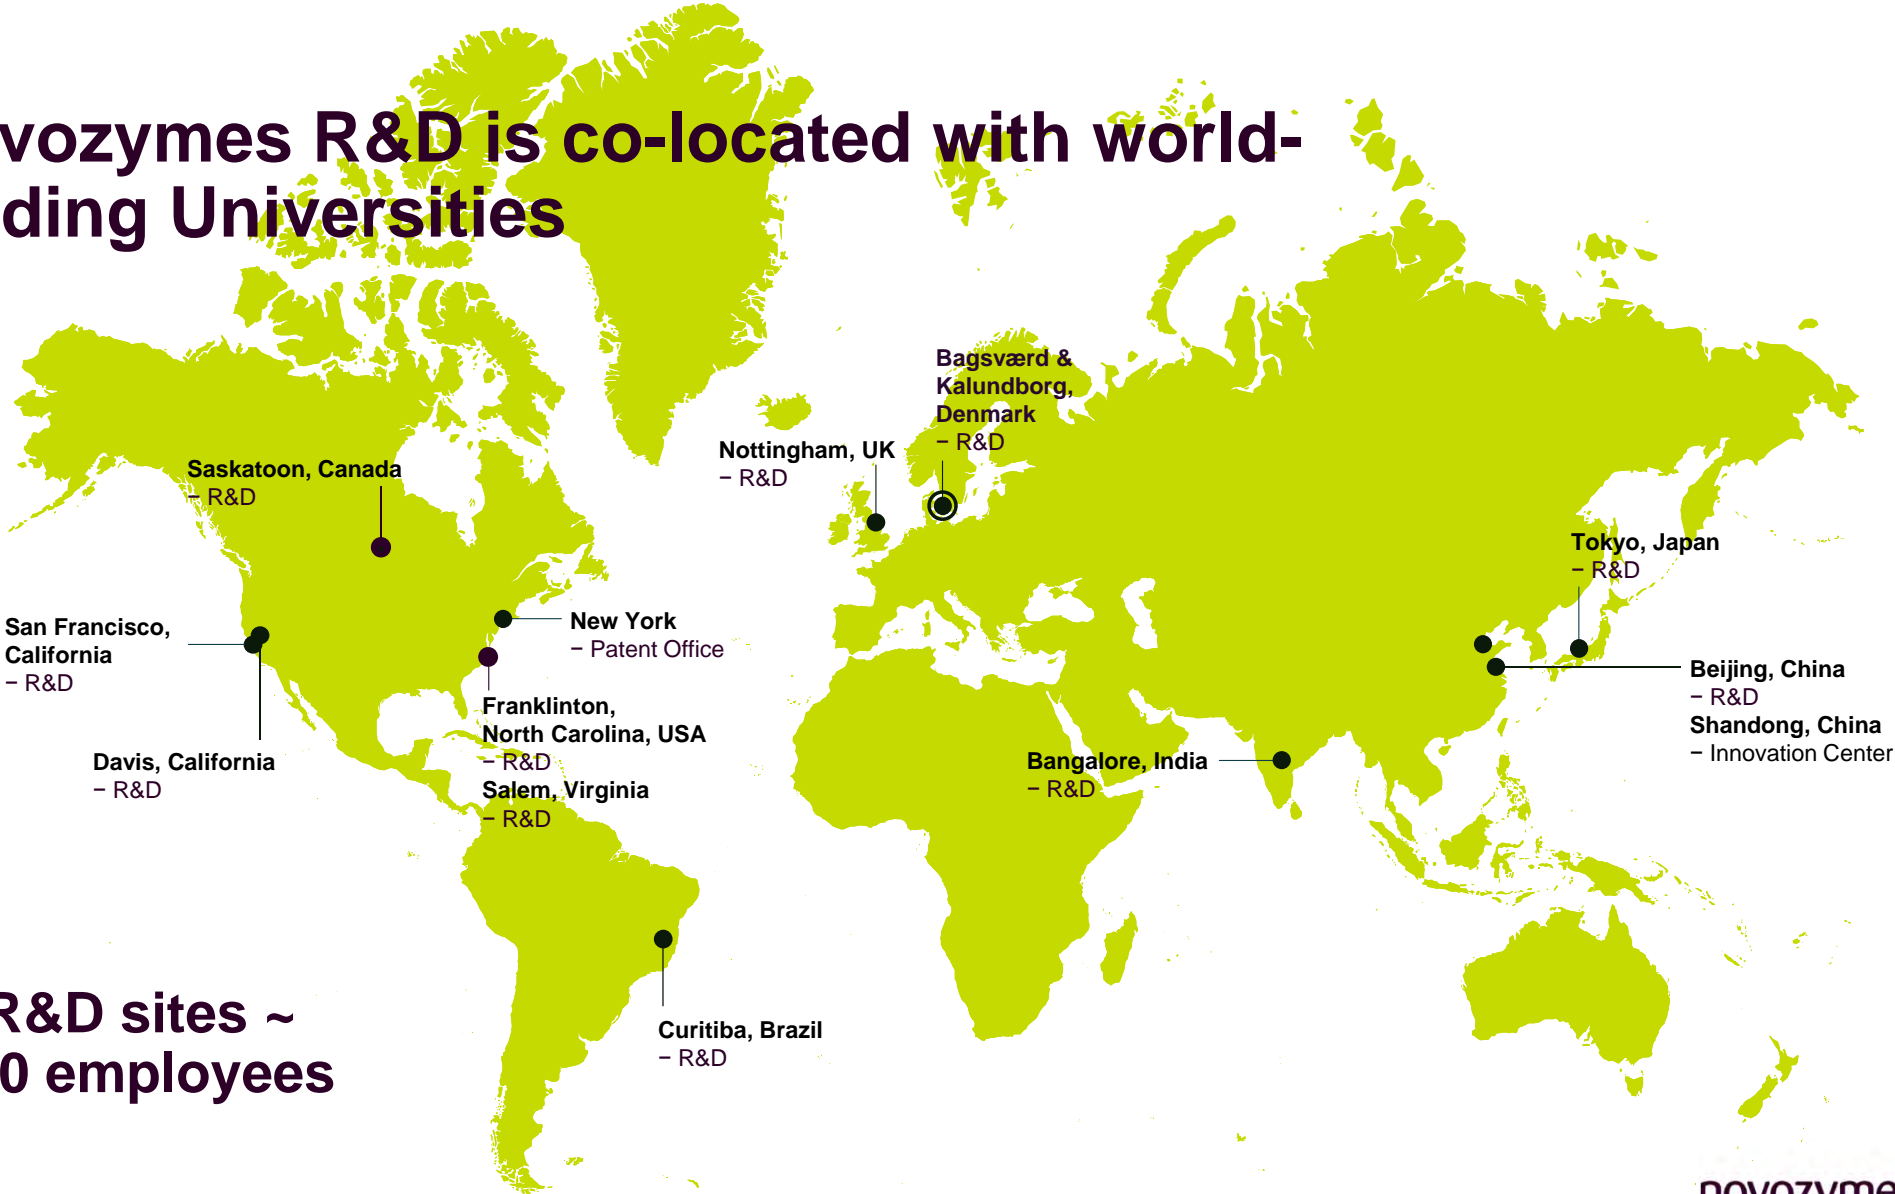 vozymes R&D is co-located with world-
ding Universities
Bagsværd &
Kalundborg,
Denmark
– R&D
Nottingham, UK
– R&D
Saskatoon, Canada
– R&D
Tokyo, Japan
– R&D
San Francisco,
California
– R&D
New York
– Patent Office
Beijing, China
– R&D
Shandong, China
– Innovation Center
Franklinton,
North Carolina, USA
– R&D
Salem, Virginia
– R&D
Davis, California
– R&D
Bangalore, India
– R&D
R&D sites ~
0 employees
Curitiba, Brazil
– R&D
novozyme